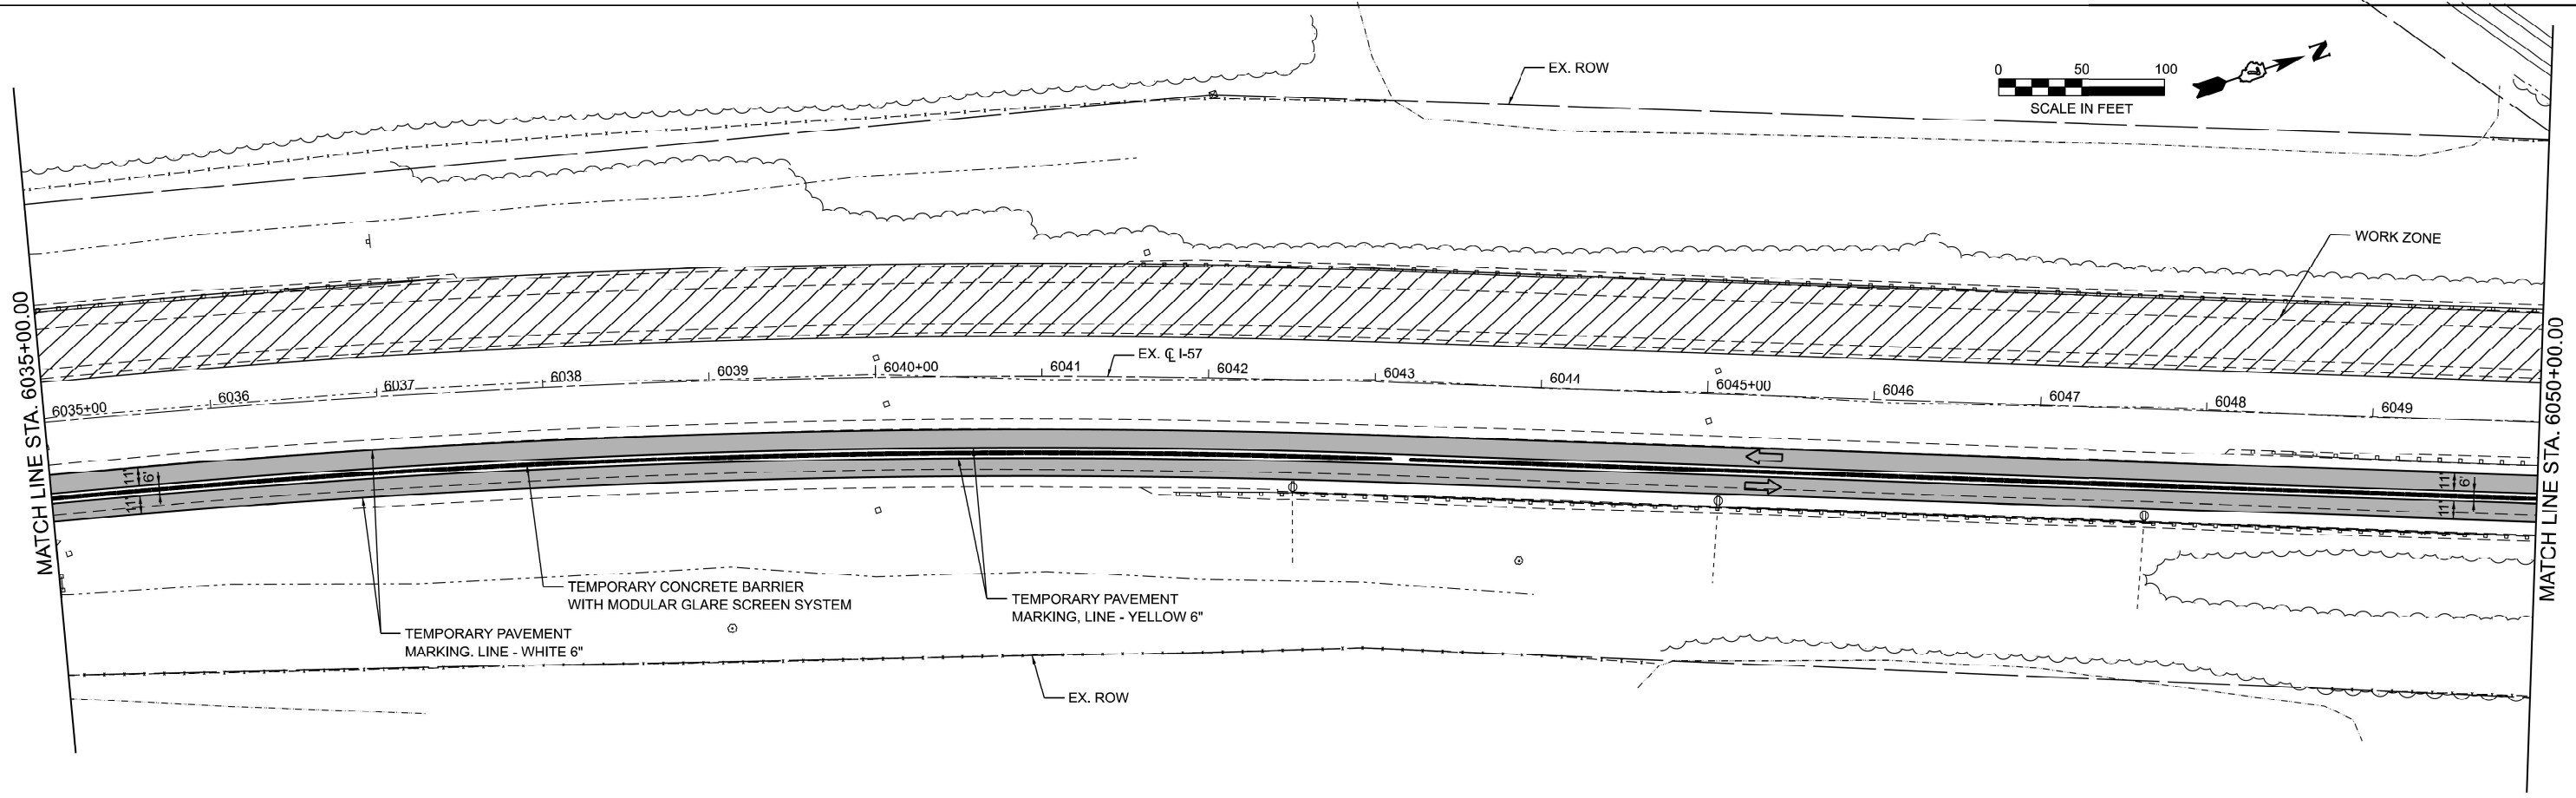 EX. ROW
0 50 100
SCALE IN FEET
N
WORK ZONE
MATCH LINE STA. 6035+00.00
MATCH LINE STA. 6050+00.00
EX. ℄ I-57
6035+00 6036 6037 6038 6039 6040+00 6041 6042 6043 6044 6045+00 6046 6047 6048 6049
11' 6' 11'
11' 6' 11'
TEMPORARY CONCRETE BARRIER
WITH MODULAR GLARE SCREEN SYSTEM
TEMPORARY PAVEMENT
MARKING, LINE - YELLOW 6"
TEMPORARY PAVEMENT
MARKING. LINE - WHITE 6"
EX. ROW